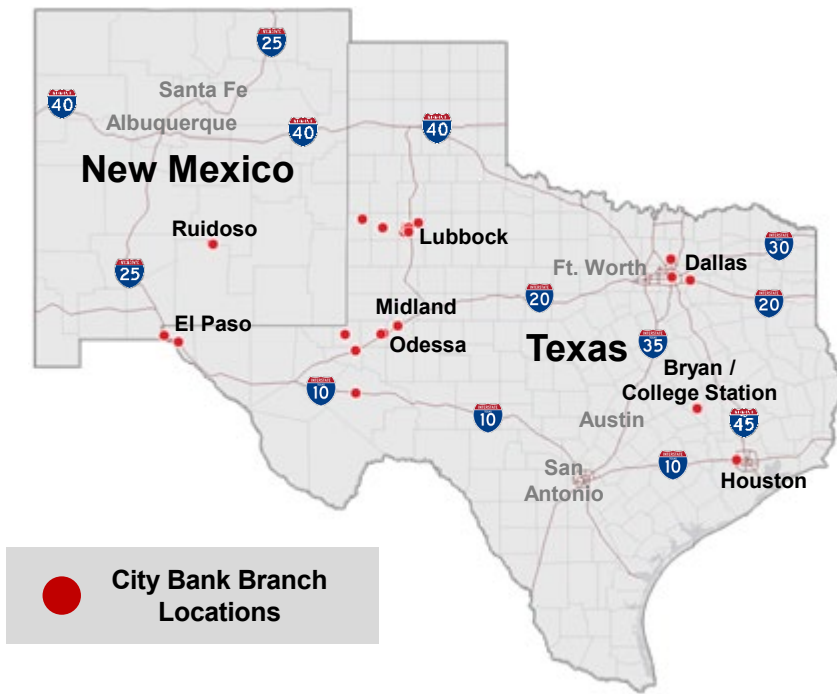 25
Santa Fe
40
Albuquerque
40
40
New Mexico
Ruidoso
Lubbock
25
Ft. Worth
Dallas
30
20
20
Midland
El Paso
Odessa
Texas
35
Bryan /
College Station
10
10
Austin
45
San
Antonio
10
Houston
City Bank Branch
Locations